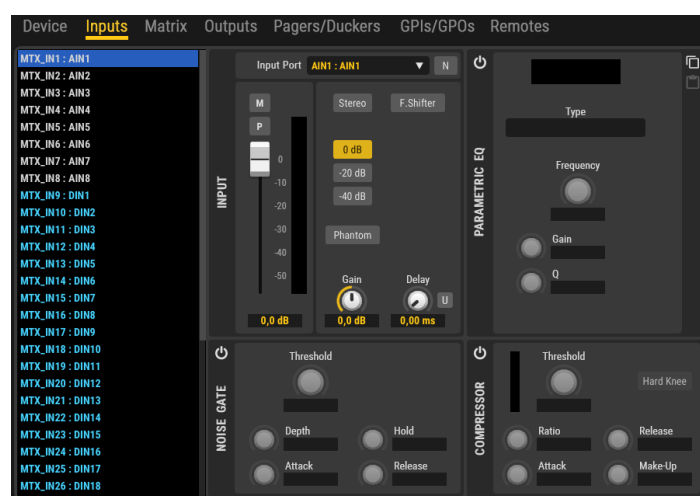 Device Inputs Matrix Outputs Pagers/Duckers GPIs/GPOs Remotes
MTX_IN1 : AIN1
MTX_IN2 : AIN2
MTX_IN3 : AIN3
MTX_IN4 : AIN4
MTX_IN5 : AIN5
MTX_IN6 : AIN6
MTX_IN7 : AIN7
MTX_IN8 : AIN8
MTX_IN9 : DIN1
MTX_IN10 : DIN2
MTX_IN11 : DIN3
MTX_IN12 : DIN4
MTX_IN13 : DIN5
MTX_IN14 : DIN6
MTX_IN15 : DIN7
MTX_IN16 : DIN8
MTX_IN17 : DIN9
MTX_IN18 : DIN10
MTX_IN19 : DIN11
MTX_IN20 : DIN12
MTX_IN21 : DIN13
MTX_IN22 : DIN14
MTX_IN23 : DIN15
MTX_IN24 : DIN16
MTX_IN25 : DIN17
MTX_IN26 : DIN18
INPUT
Input Port AIN1 : AIN1 N
M
P
0
-10
-20
-30
-40
-50
0,0 dB
Stereo F.Shifter
0 dB
-20 dB
-40 dB
Phantom
Gain Delay
U
0,0 dB 0,00 ms
PARAMETRIC EQ
Type
Frequency
Gain
Q
NOISE GATE
Threshold
Depth Hold
Attack Release
COMPRESSOR
Threshold
Hard Knee
Ratio Release
Attack Make-Up